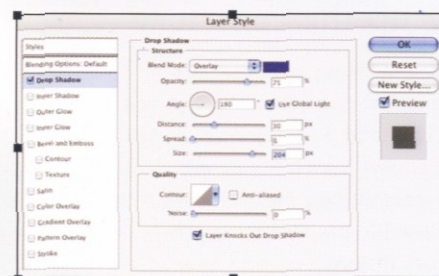 Layer Style
Styles
Blending Options: Default
Drop Shadow
Inner Shadow
Outer Glow
Inner Glow
Bevel and Emboss
Contour
Texture
Satin
Color Overlay
Gradient Overlay
Pattern Overlay
Stroke
Drop Shadow
Structure
Blend Mode: Overlay
Opacity: 75 %
Angle: 180 ° Use Global Light
Distance: 30 px
Spread: 0 %
Size: 204 px
Quality
Contour: Anti-aliased
Noise: 0 %
Layer Knocks Out Drop Shadow
OK
Reset
New Style...
Preview